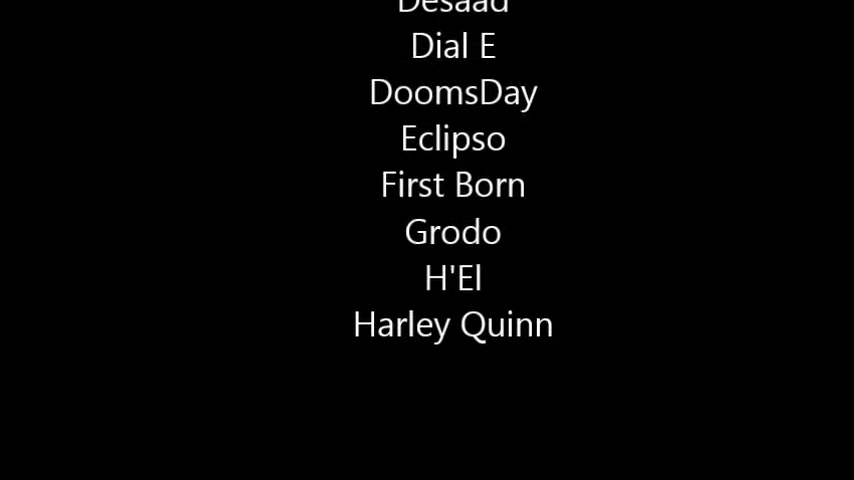 Desaad
Dial E
DoomsDay
Eclipso
First Born
Grodo
H'El
Harley Quinn